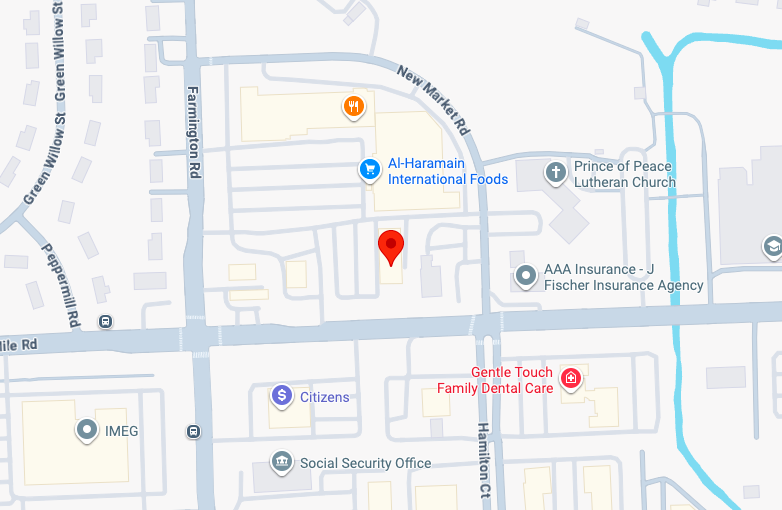 Green Willow St
Green Willow St
Farmington Rd
New Market Rd
Al-Haramain
International Foods
Prince of Peace
Lutheran Church
Peppermill Rd
AAA Insurance - J
Fischer Insurance Agency
Mile Rd
Gentle Touch
Family Dental Care
$
Citizens
IMEG
Hamilton Ct
Social Security Office